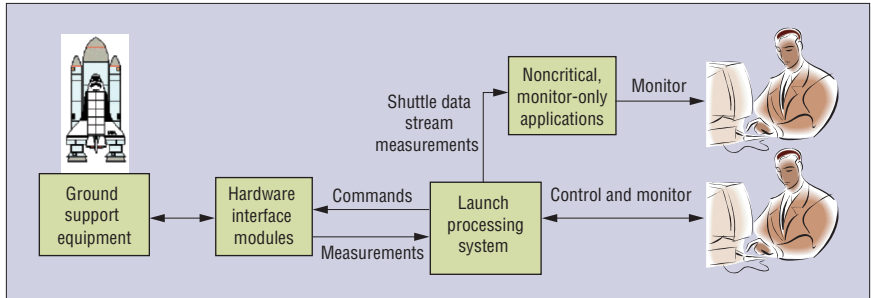 Shuttle data
stream
measurements
Noncritical,
monitor-only
applications
Monitor
Ground
support
equipment
Hardware
interface
modules
Commands
Measurements
Launch
processing
system
Control and monitor